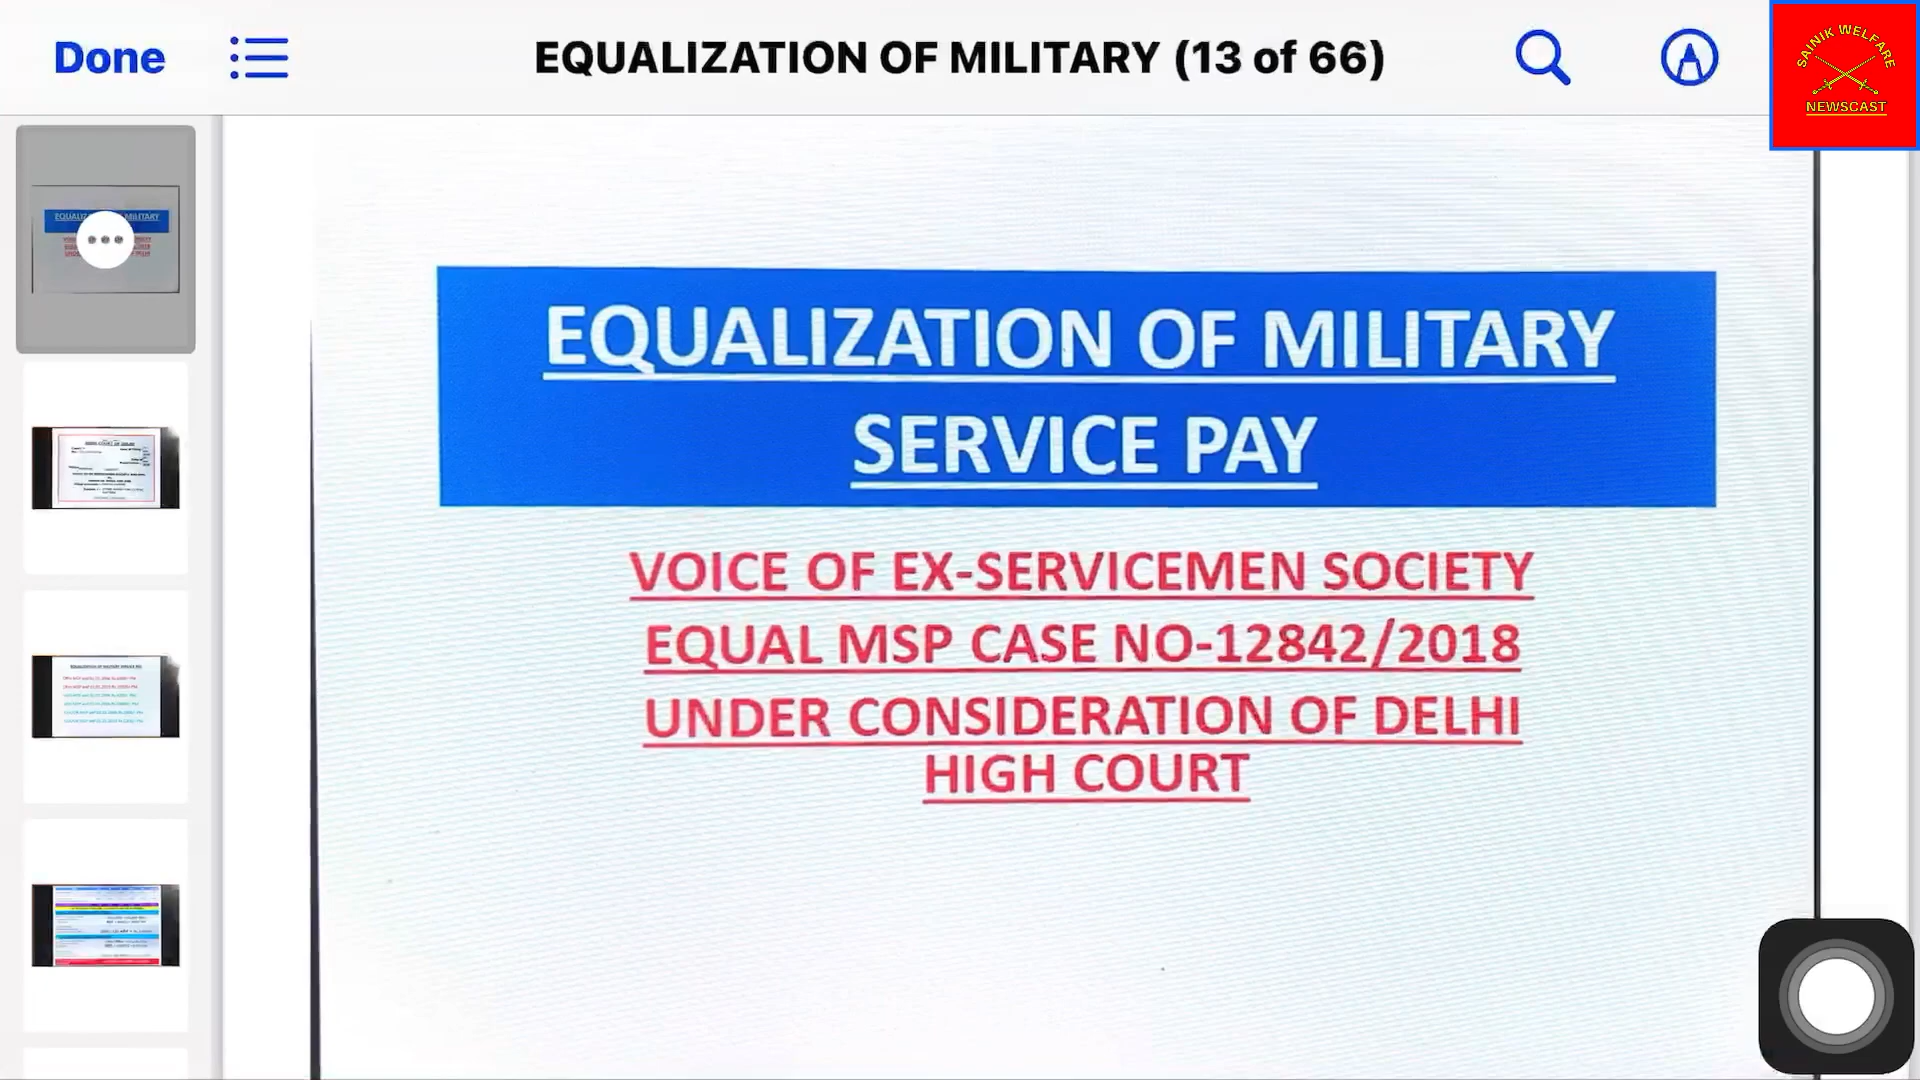 Done
EQUALIZATION OF MILITARY (13 of 66)
SAINIK WELFARE
NEWSCAST
EQUALIZATION OF MILITARY
SERVICE PAY
VOICE OF EX-SERVICEMEN SOCIETY
EQUAL MSP CASE NO-12842/2018
UNDER CONSIDERATION OF DELHI
HIGH COURT